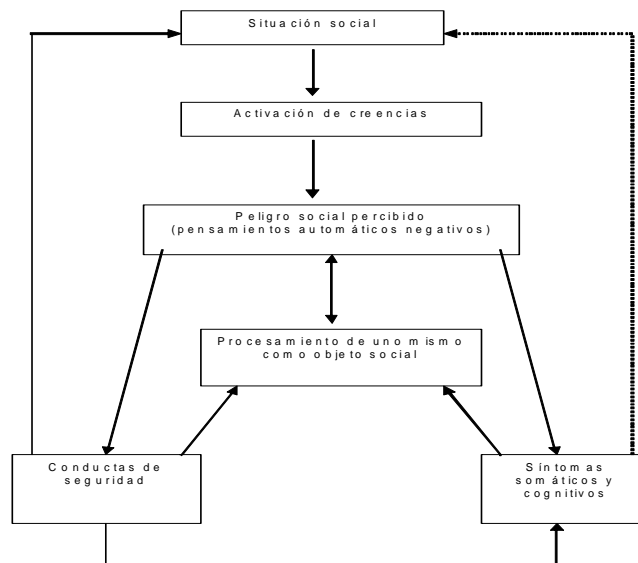 Situación social
Activación de creencias
Peligro social percibido
(pensamientos automáticos negativos)
Procesamiento de uno mismo
como objeto social
Conductas de
seguridad
Síntomas
somáticos y
cognitivos